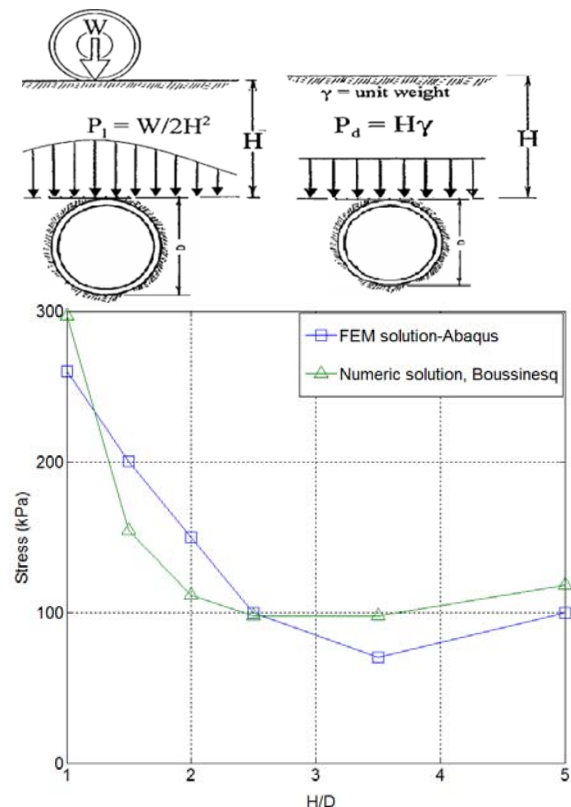 W
P₁ = W/2H²
H
D
γ = unit weight
P_d = Hγ
H
D
300
200
100
0
Stress (kPa)
FEM solution-Abaqus
Numeric solution, Boussinesq
1
2
3
4
5
H/D